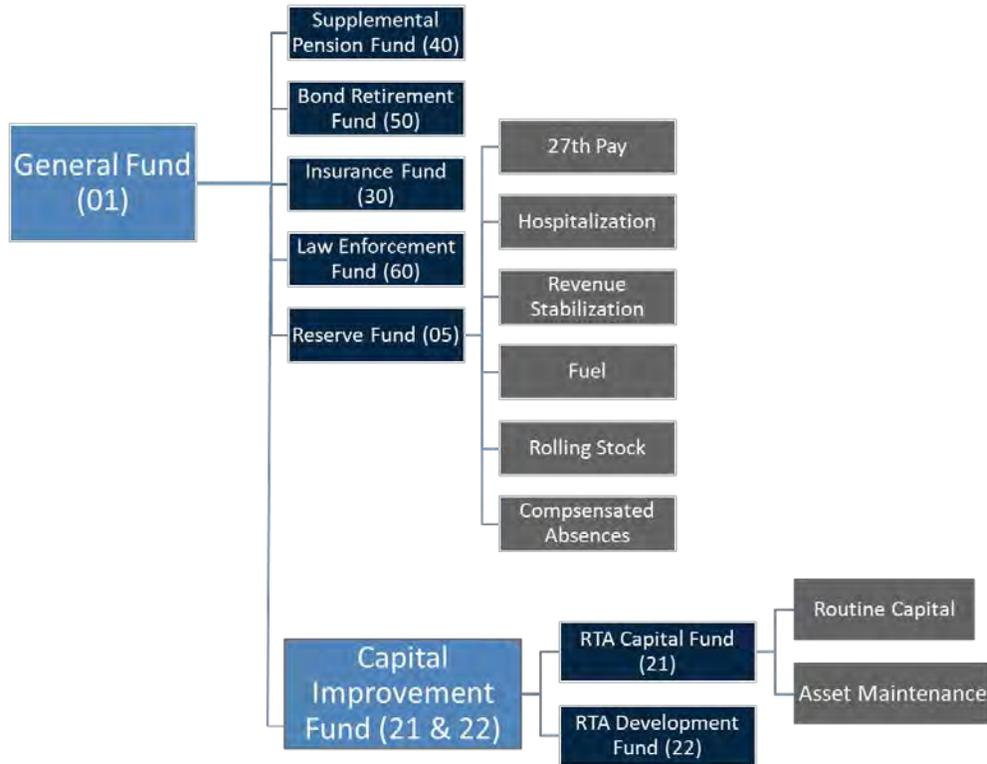 Supplemental
Pension Fund (40)
Bond Retirement
Fund (50)
General Fund
(01)
Insurance Fund
(30)
Law Enforcement
Fund (60)
Reserve Fund (05)
27th Pay
Hospitalization
Revenue
Stabilization
Fuel
Rolling Stock
Compsensated
Absences
Capital
Improvement
Fund (21 & 22)
RTA Capital Fund
(21)
RTA Development
Fund (22)
Routine Capital
Asset Maintenance